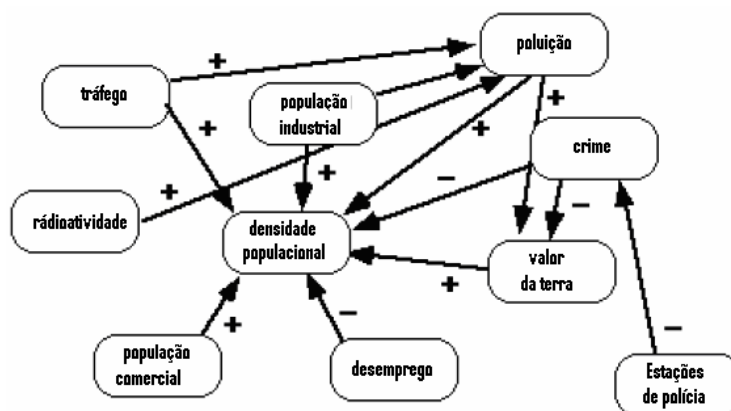 poluição
+
tráfego
população
industrial
+
+
+
crime
+
–
+
+
–
rádioatividade
densidade
populacional
valor
da terra
+
+
–
–
população
comercial
desemprego
Estações
de polícia